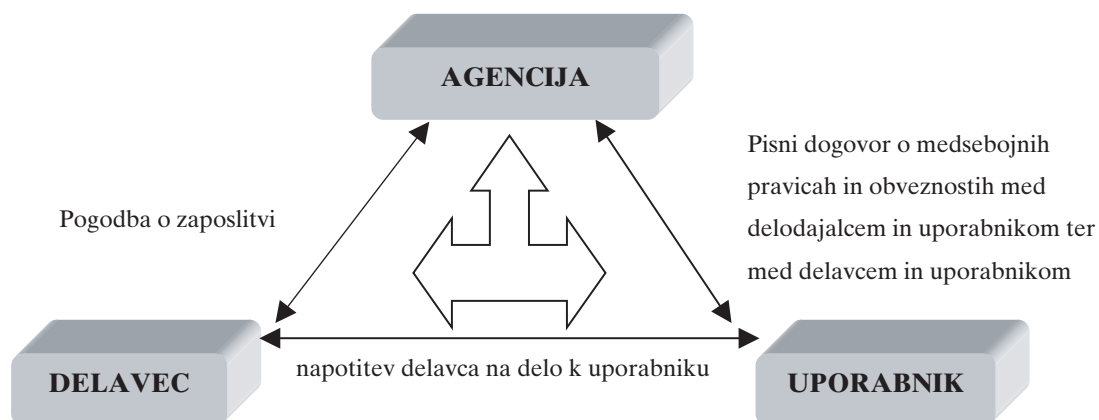 AGENCIJA
Pisni dogovor o medsebojnih
pravicah in obveznostih med
delodajalcem in uporabnikom ter
med delavcem in uporabnikom
Pogodba o zaposlitvi
napotitev delavca na delo k uporabniku
DELAVEC
UPORABNIK